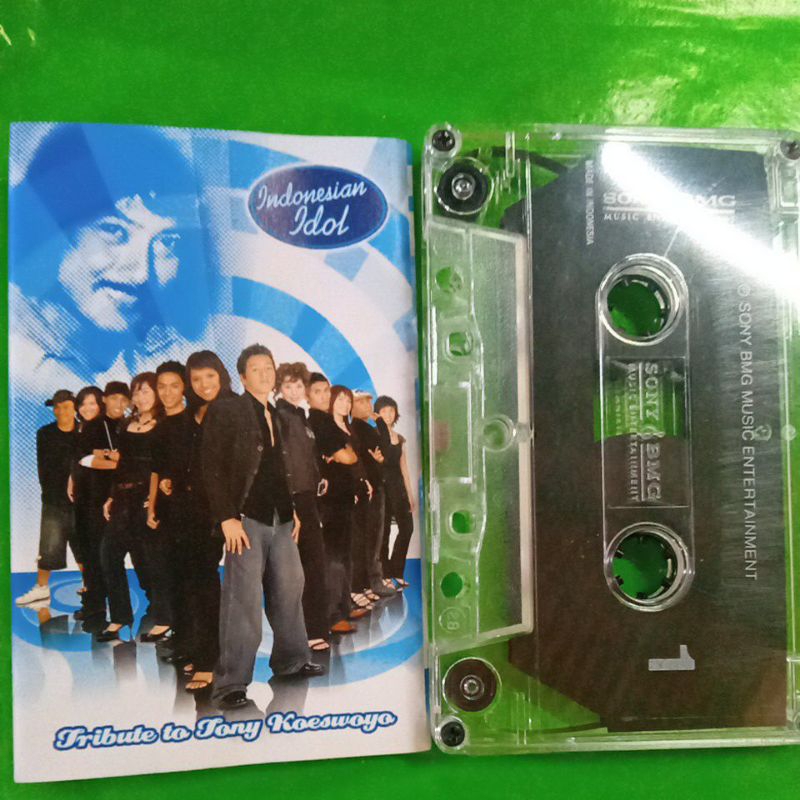 Indonesian
Idol
Tribute to Tony Koeswoyo
MADE IN INDONESIA
SONY BMG
MUSIC
© SONY BMG MUSIC ENTERTAINMENT
SONY BMG
MUSIC ENTERTAINMENT
1